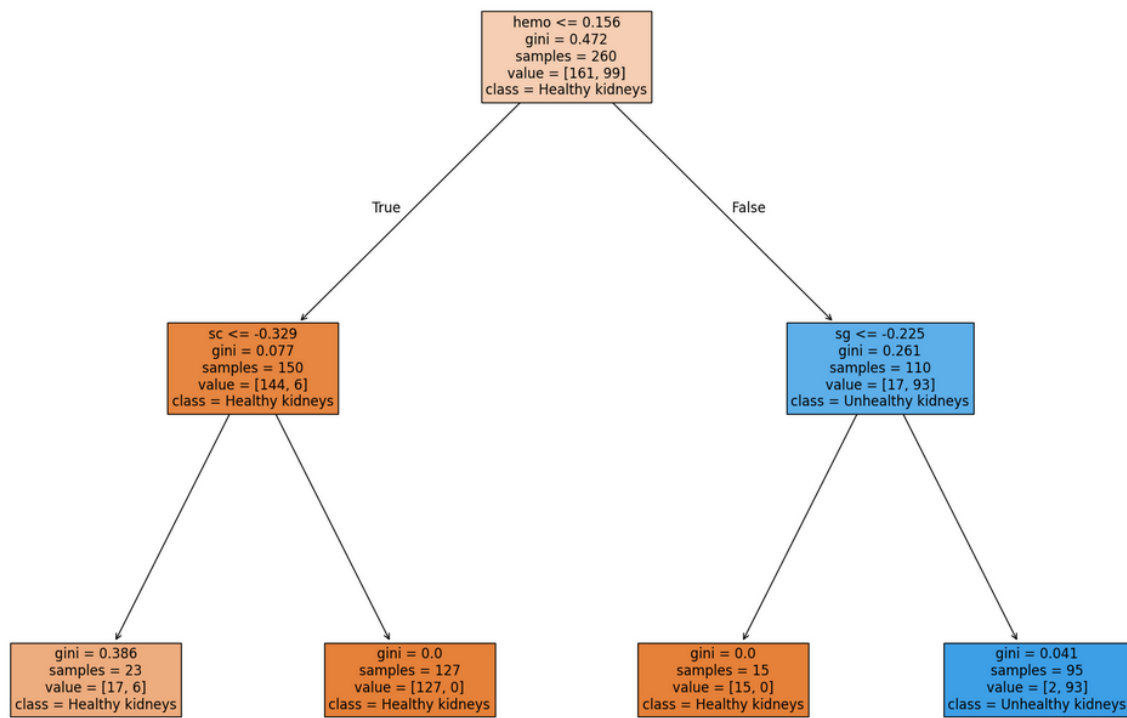 hemo <= 0.156
gini = 0.472
samples = 260
value = [161, 99]
class = Healthy kidneys
True
False
sc <= -0.329
gini = 0.077
samples = 150
value = [144, 6]
class = Healthy kidneys
sg <= -0.225
gini = 0.261
samples = 110
value = [17, 93]
class = Unhealthy kidneys
gini = 0.386
samples = 23
value = [17, 6]
class = Healthy kidneys
gini = 0.0
samples = 127
value = [127, 0]
class = Healthy kidneys
gini = 0.0
samples = 15
value = [15, 0]
class = Healthy kidneys
gini = 0.041
samples = 95
value = [2, 93]
class = Unhealthy kidneys